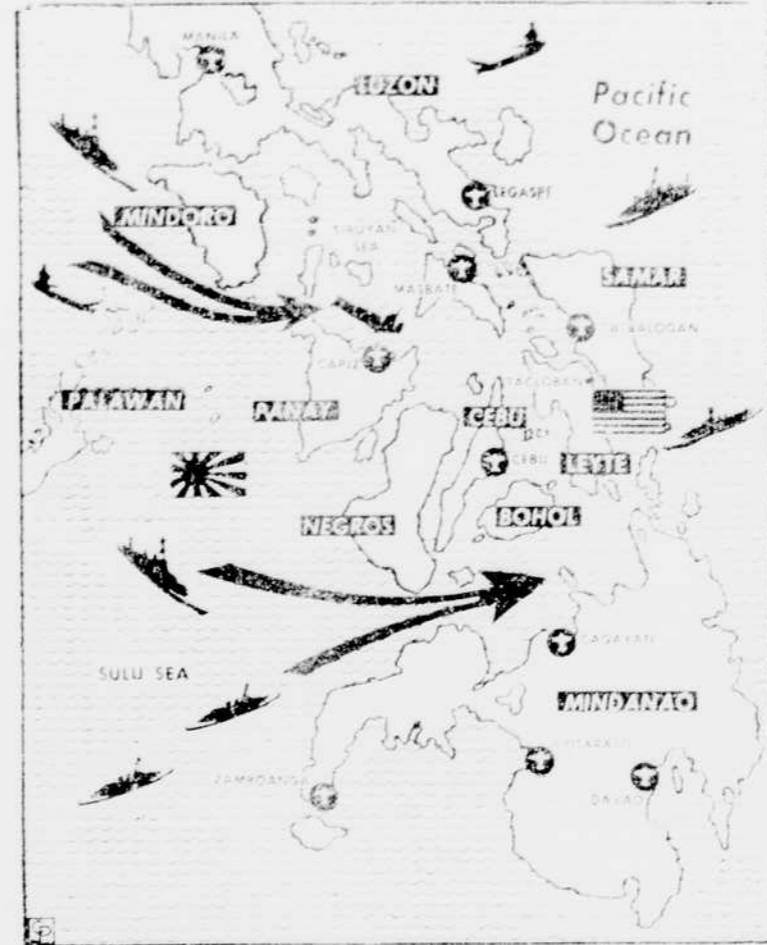 MANILA
LUZON
Pacific
Ocean
LEGASPI
MINDORO
SIBUYAN
SEA
MASBATE
SAMAR
CATBALOGAN
CAPIZ
TACLOBAN
PALAWAN
PANAY
CEBU
CEBU
LEYTE
NEGROS
BOHOL
CAGAYAN
SULU SEA
MINDANAO
ZAMBOANGA
DAVAO